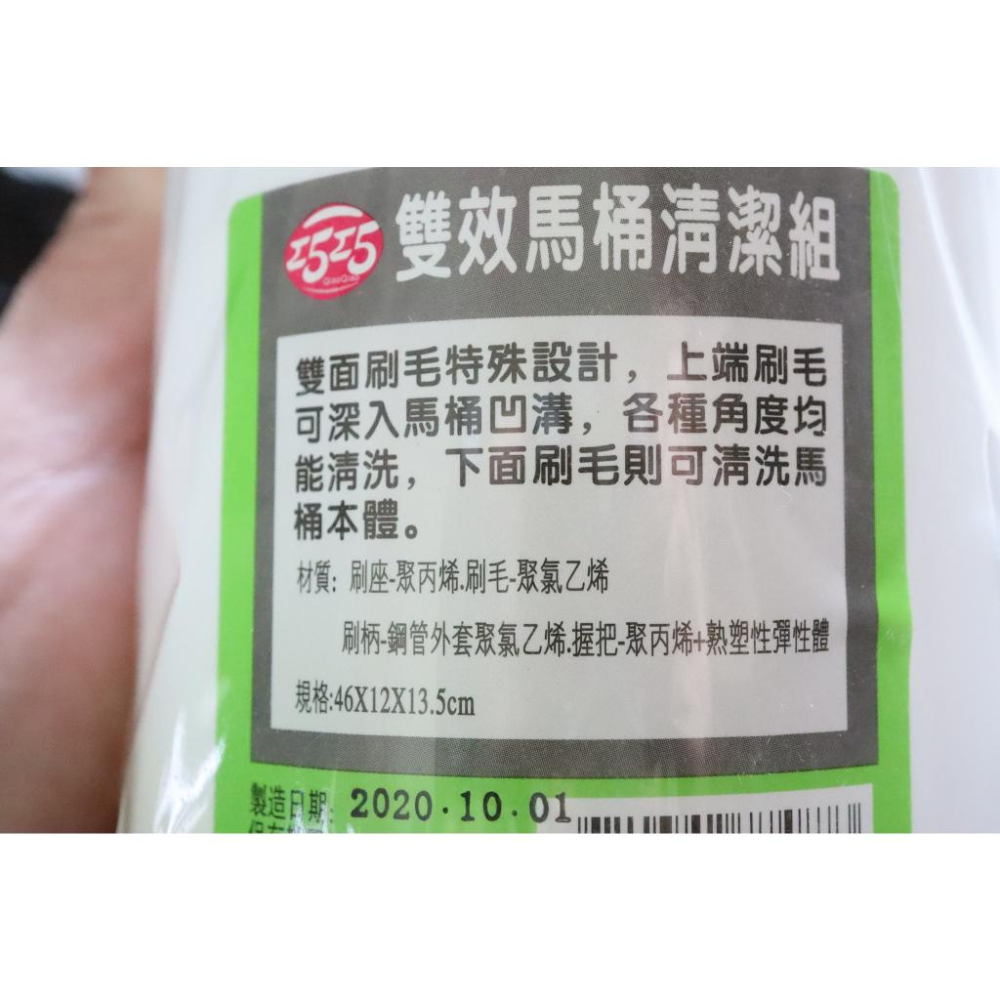 巧巧
QiaoQiao
雙效馬桶清潔組
雙面刷毛特殊設計，上端刷毛
可深入馬桶凹溝，各種角度均
能清洗，下面刷毛則可清洗馬
桶本體。
材質: 刷座-聚丙烯.刷毛-聚氯乙烯
刷柄-鋼管外套聚氯乙烯.握把-聚丙烯+熱塑性彈性體
規格:46X12X13.5cm
製造日期: 2020.10.01